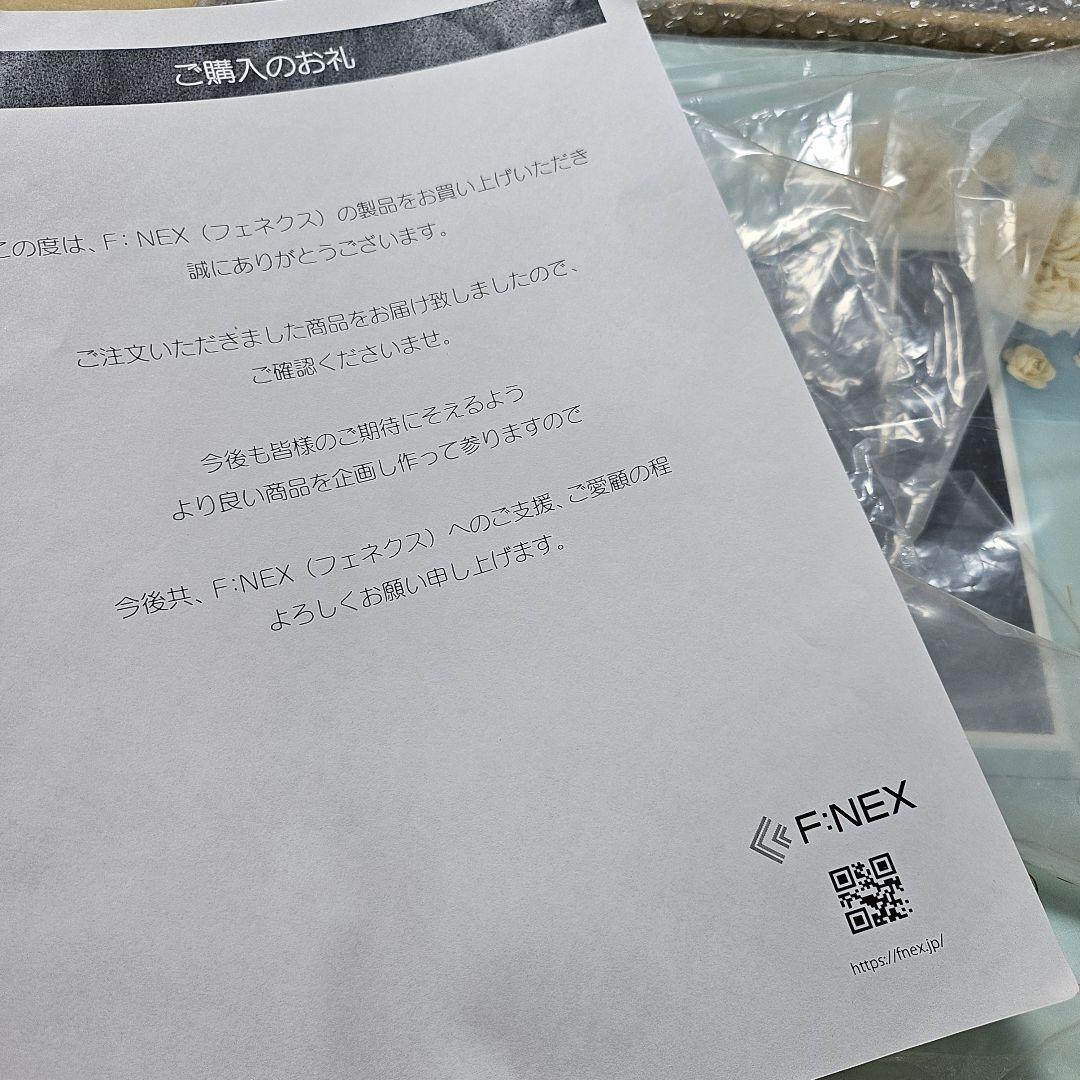 ご購入のお礼
この度は、F：NEX（フェネクス）の製品をお買い上げいただき
誠にありがとうございます。
ご注文いただきました商品をお届け致しましたので、
ご確認くださいませ。
今後も皆様のご期待にそえるよう
より良い商品を企画し作って参りますので
今後共、F:NEX（フェネクス）へのご支援、ご愛顧の程
よろしくお願い申し上げます。
F:NEX
https://fnex.jp/